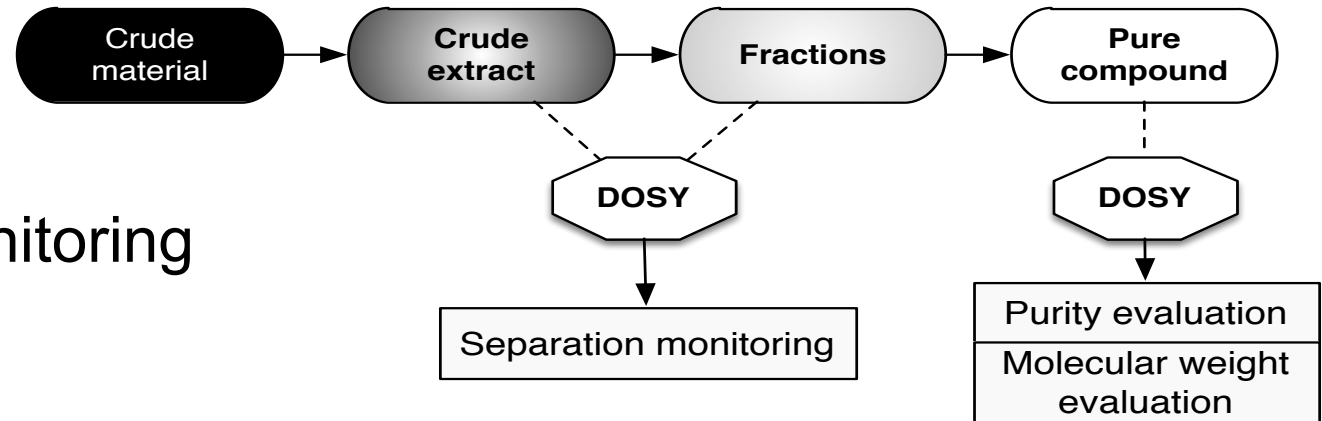 Crude
material
Crude
extract
Fractions
Pure
compound
DOSY
DOSY
nitoring
Separation monitoring
Purity evaluation
Molecular weight
evaluation